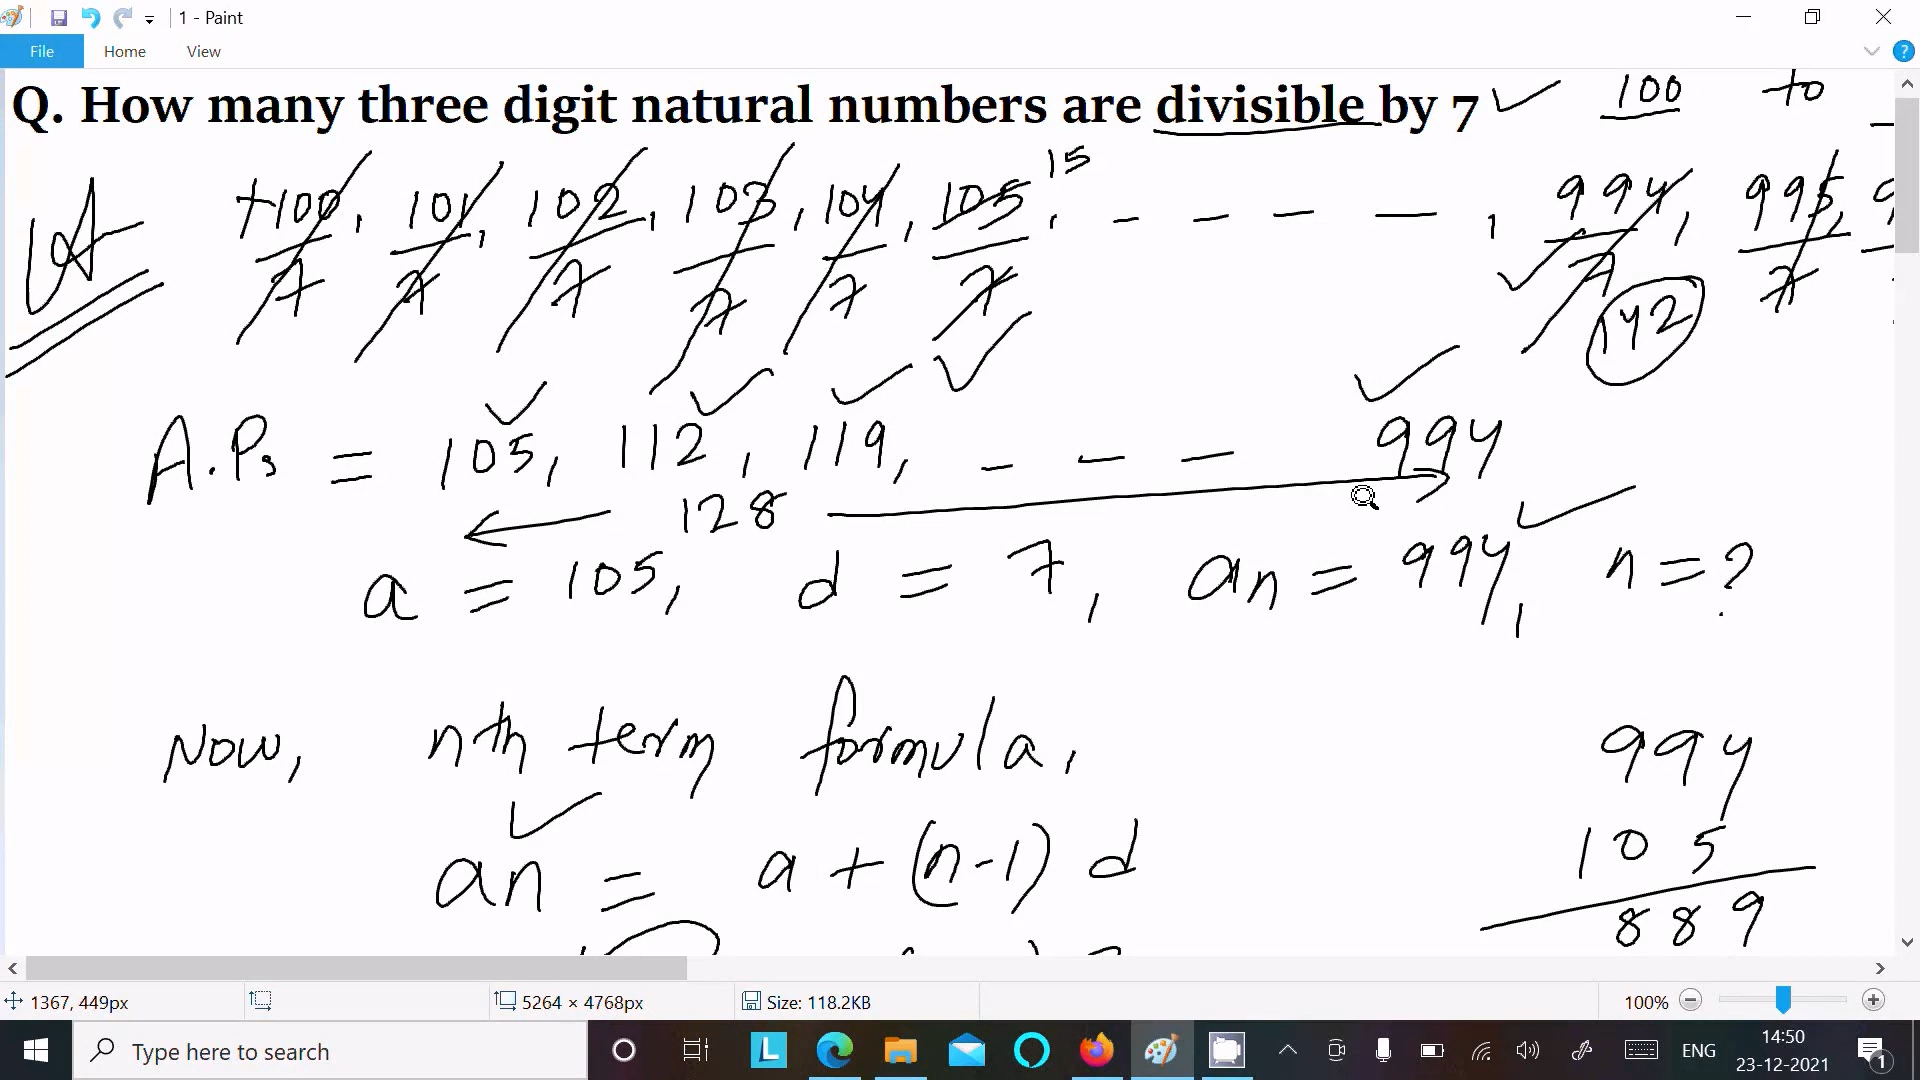 1 - Paint
File Home View
Q. How many three digit natural numbers are divisible by 7 100 to
15
100, 101, 102, 103, 104, 105, - - - - , 994, 995, 9
7 7 7 7 7 7 7 7
142
A.Ps = 105, 112, 119, - - - 994
128
a = 105, d = 7, an = 994, n = ?
Now, nth term formula, 994
an = a + (n-1) d 105
889
1367, 449px 5264 × 4768px Size: 118.2KB 100%
Type here to search L ENG 14:50
23-12-2021 1